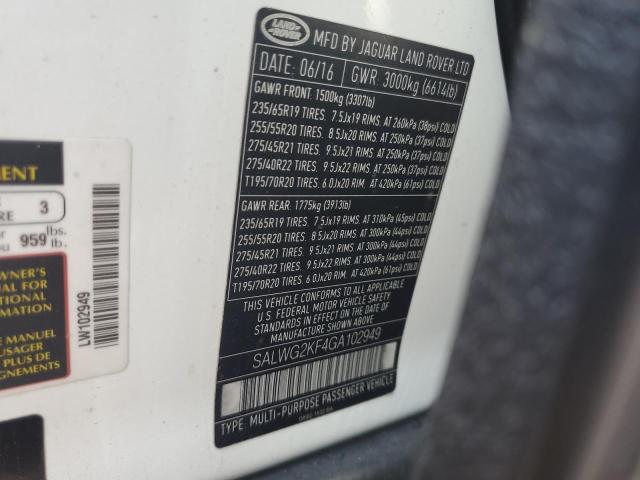 LAND ROVER
MFD BY JAGUAR LAND ROVER LTD
DATE: 06/16 GWR: 3000kg (6614lb)
GAWR FRONT: 1500kg (3307lb)
235/65R19 TIRES. 7.5Jx19 RIMS. AT 260kPa (38psi) COLD
255/55R20 TIRES. 8.5Jx20 RIMS. AT 250kPa (37psi) COLD
275/45R21 TIRES. 9.5Jx21 RIMS. AT 250kPa (37psi) COLD
275/40R22 TIRES. 9.5Jx22 RIMS. AT 250kPa (37psi) COLD
T195/70R20 TIRES. 6.0Jx20 RIM. AT 420kPa (61psi) COLD
GAWR REAR: 1775kg (3913lb)
235/65R19 TIRES. 7.5Jx19 RIMS. AT 310kPa (45psi) COLD
255/55R20 TIRES. 8.5Jx20 RIMS. AT 300kPa (44psi) COLD
275/45R21 TIRES. 9.5Jx21 RIMS. AT 300kPa (44psi) COLD
275/40R22 TIRES. 9.5Jx22 RIMS. AT 300kPa (44psi) COLD
T195/70R20 TIRES. 6.0Jx20 RIM. AT 420kPa (61psi) COLD
THIS VEHICLE CONFORMS TO ALL APPLICABLE
U.S. FEDERAL MOTOR VEHICLE SAFETY
STANDARDS IN EFFECT ON THE DATE OF
MANUFACTURE SHOWN ABOVE.
SALWG2KF4GA102949
TYPE: MULTI-PURPOSE PASSENGER VEHICLE
EMENT
RE 3
ou 959 lbs. lb.
WNER'S
UAL FOR
TIONAL
RMATION
E MANUEL
USAGER
PLUS DE
IGNEMENTS
LW102949